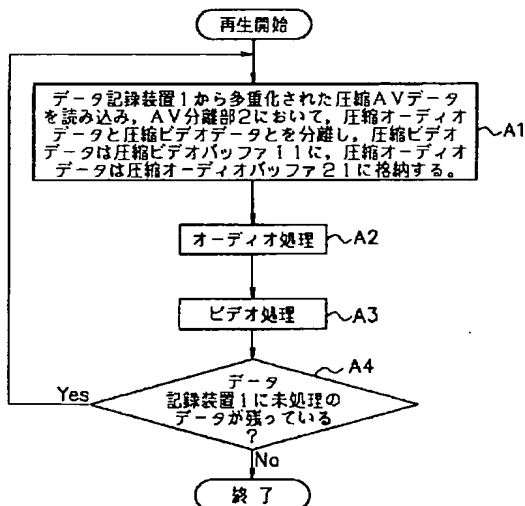 再生開始
データ記録装置1から多重化された圧縮AVデータ
を読み込み，AV分離部2において，圧縮オーディオ
データと圧縮ビデオデータとを分離し，圧縮ビデオ
データは圧縮ビデオバッファ11に，圧縮オーディオ
データは圧縮オーディオバッファ21に格納する。
A1
オーディオ処理
A2
ビデオ処理
A3
A4
データ
記録装置1に未処理の
データが残っている
?
Yes
No
終了